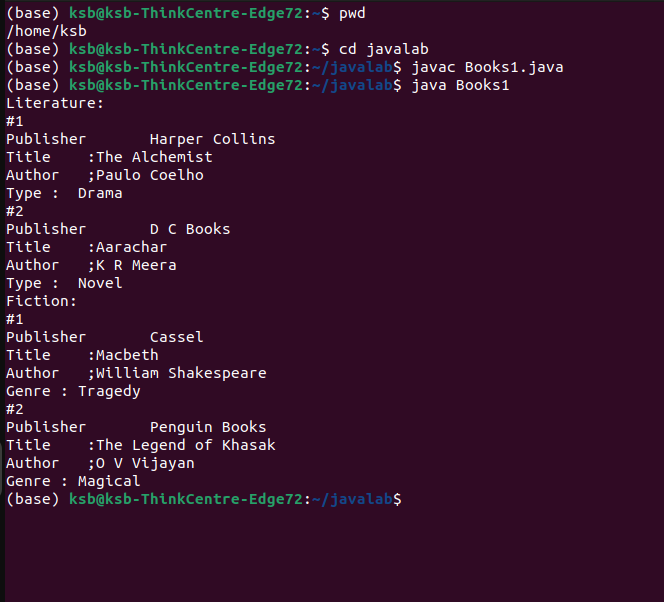 (base) ksb@ksb-ThinkCentre-Edge72:~$ pwd
/home/ksb
(base) ksb@ksb-ThinkCentre-Edge72:~$ cd javalab
(base) ksb@ksb-ThinkCentre-Edge72:~/javalab$ javac Books1.java
(base) ksb@ksb-ThinkCentre-Edge72:~/javalab$ java Books1
Literature:
#1
Publisher       Harper Collins
Title    :The Alchemist
Author   ;Paulo Coelho
Type :  Drama
#2
Publisher       D C Books
Title    :Aarachar
Author   ;K R Meera
Type :  Novel
Fiction:
#1
Publisher       Cassel
Title    :Macbeth
Author   ;William Shakespeare
Genre : Tragedy
#2
Publisher       Penguin Books
Title    :The Legend of Khasak
Author   ;O V Vijayan
Genre : Magical
(base) ksb@ksb-ThinkCentre-Edge72:~/javalab$